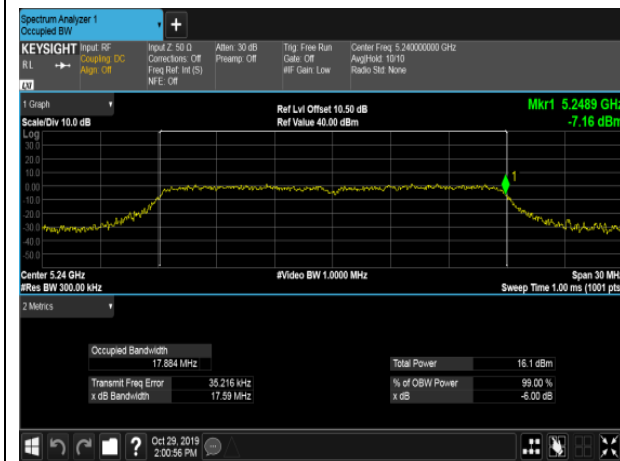 Spectrum Analyzer 1
Occupied BW
+
KEYSIGHT
RL
LXI
Input: RF
Coupling: DC
Align: Off
Input Z: 50 Ω
Corrections: Off
Freq Ref: Int (S)
NFE: Off
Atten: 30 dB
Preamp: Off
Trig: Free Run
Gate: Off
#IF Gain: Low
Center Freq: 5.240000000 GHz
Avg|Hold: 10/10
Radio Std: None
1 Graph
Scale/Div 10.0 dB
Ref Lvl Offset 10.50 dB
Ref Value 40.00 dBm
Mkr1 5.2489 GHz
-7.16 dBm
Log
30.0
20.0
10.0
0.00
-10.0
-20.0
-30.0
-40.0
-50.0
1
Center 5.24 GHz
#Res BW 300.00 kHz
#Video BW 1.0000 MHz
Span 30 MHz
Sweep Time 1.00 ms (1001 pts)
2 Metrics
Occupied Bandwidth
17.884 MHz
Total Power 16.1 dBm
Transmit Freq Error 35.216 kHz
% of OBW Power 99.00 %
x dB Bandwidth 17.59 MHz
x dB -6.00 dB
?
Oct 29, 2019
2:00:56 PM